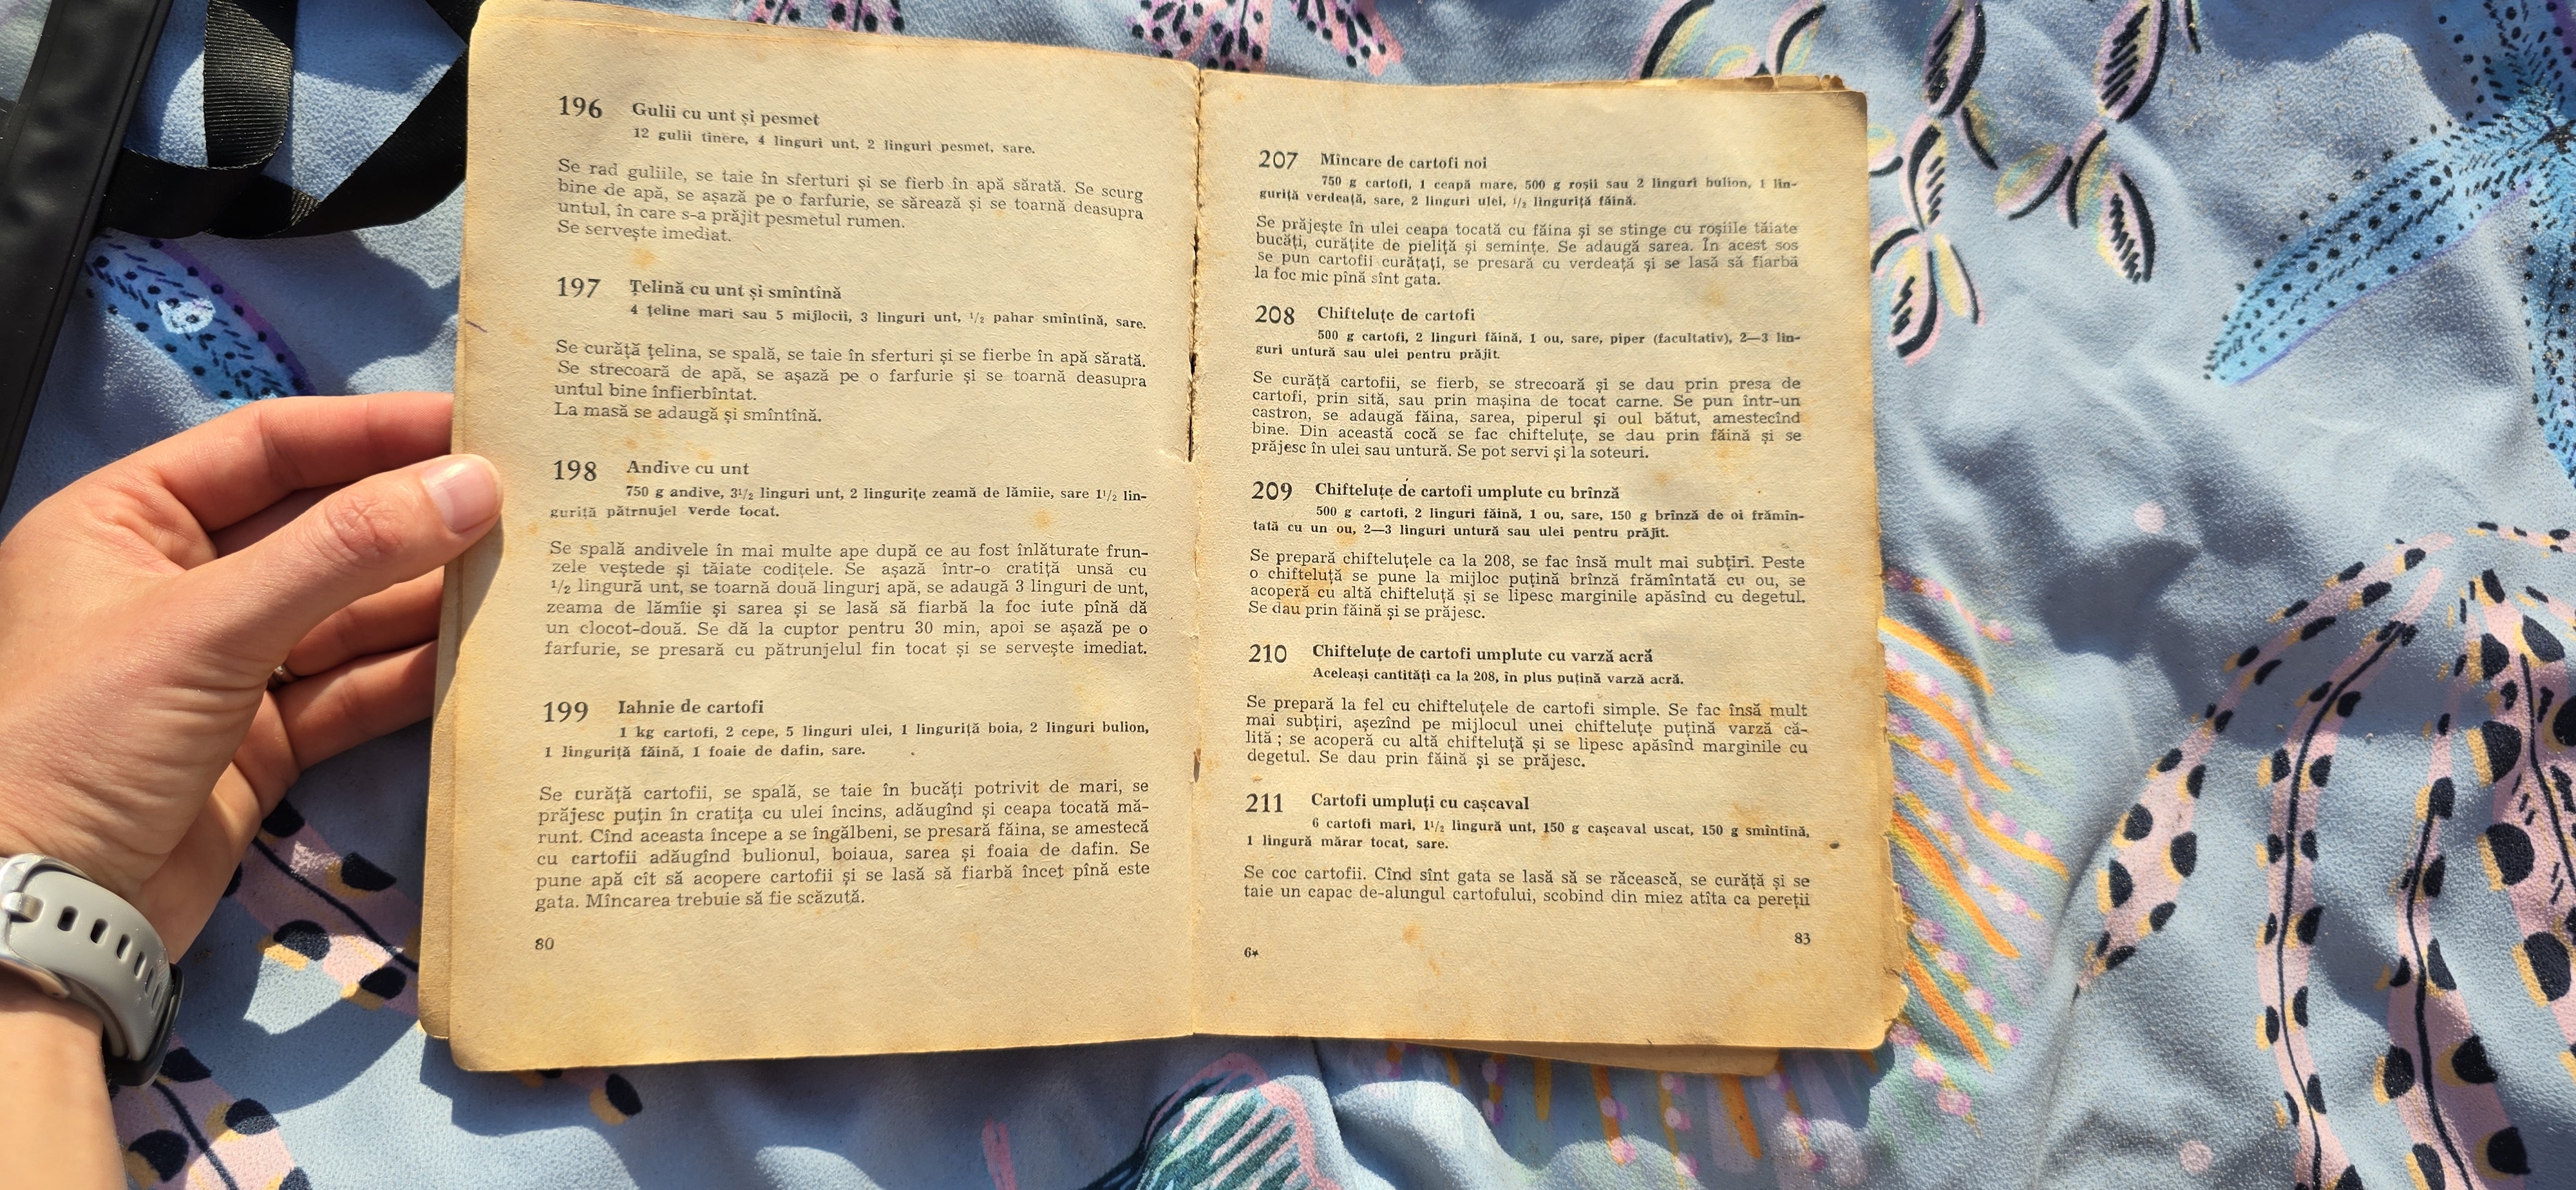 196 Gulii cu unt și pesmet
12 gulii tinere, 4 linguri unt, 2 linguri pesmet, sare.
Se rad guliile, se taie în sferturi și se fierb în apă sărată. Se scurg
bine de apă, se așază pe o farfurie, se sărează și se toarnă deasupra
untul, în care s-a prăjit pesmetul rumen.
Se servește imediat.
197 Țelină cu unt și smîntînă
4 țeline mari sau 5 mijlocii, 3 linguri unt, 1/2 pahar smîntînă, sare.
Se curăță țelina, se spală, se taie în sferturi și se fierbe în apă sărată.
Se strecoară de apă, se așază pe o farfurie și se toarnă deasupra
untul bine înfierbîntat.
La masă se adaugă și smîntînă.
198 Andive cu unt
750 g andive, 3 1/2 linguri unt, 2 lingurițe zeamă de lămîie, sare 1 1/2 lin-
guriță pătrnujel verde tocat.
Se spală andivele în mai multe ape după ce au fost înlăturate frun-
zele veștede și tăiate codițele. Se așază într-o cratiță unsă cu
1/2 lingură unt, se toarnă două linguri apă, se adaugă 3 linguri de unt,
zeama de lămîie și sarea și se lasă să fiarbă la foc iute pînă dă
un clocot-două. Se dă la cuptor pentru 30 min, apoi se așază pe o
farfurie, se presară cu pătrunjelul fin tocat și se servește imediat.
199 Iahnie de cartofi
1 kg cartofi, 2 cepe, 5 linguri ulei, 1 linguriță boia, 2 linguri bulion,
1 linguriță făină, 1 foaie de dafin, sare.
Se curăță cartofii, se spală, se taie în bucăți potrivit de mari, se
prăjesc puțin în cratița cu ulei încins, adăugînd și ceapa tocată mă-
runt. Cînd aceasta începe a se îngălbeni, se presară făina, se amestecă
cu cartofii adăugînd bulionul, boiaua, sarea și foaia de dafin. Se
pune apă cît să acopere cartofii și se lasă să fiarbă încet pînă este
gata. Mîncarea trebuie să fie scăzută.
80
207 Mîncare de cartofi noi
750 g cartofi, 1 ceapă mare, 500 g roșii sau 2 linguri bulion, 1 lin-
guriță verdeață, sare, 2 linguri ulei, 1/2 linguriță făină.
Se prăjește în ulei ceapa tocată cu făina și se stinge cu roșiile tăiate
bucăți, curățite de pieliță și semințe. Se adaugă sarea. În acest sos
se pun cartofii curățați, se presară cu verdeață și se lasă să fiarbă
la foc mic pînă sînt gata.
208 Chifteluțe de cartofi
500 g cartofi, 2 linguri făină, 1 ou, sare, piper (facultativ), 2—3 lin-
guri untură sau ulei pentru prăjit.
Se curăță cartofii, se fierb, se strecoară și se dau prin presa de
cartofi, prin sită, sau prin mașina de tocat carne. Se pun într-un
castron, se adaugă făina, sarea, piperul și oul bătut, amestecînd
bine. Din această cocă se fac chifteluțe, se dau prin făină și se
prăjesc în ulei sau untură. Se pot servi și la soteuri.
209 Chifteluțe de cartofi umplute cu brînză
500 g cartofi, 2 linguri făină, 1 ou, sare, 150 g brînză de oi frămîn-
tată cu un ou, 2—3 linguri untură sau ulei pentru prăjit.
Se prepară chifteluțele ca la 208, se fac însă mult mai subțiri. Peste
o chifteluță se pune la mijloc puțină brînză frămîntată cu ou, se
acoperă cu altă chifteluță și se lipesc marginile apăsînd cu degetul.
Se dau prin făină și se prăjesc.
210 Chifteluțe de cartofi umplute cu varză acră
Aceleași cantități ca la 208, în plus puțină varză acră.
Se prepară la fel cu chifteluțele de cartofi simple. Se fac însă mult
mai subțiri, așezînd pe mijlocul unei chifteluțe puțină varză că-
lită ; se acoperă cu altă chifteluță și se lipesc apăsînd marginile cu
degetul. Se dau prin făină și se prăjesc.
211 Cartofi umpluți cu cașcaval
6 cartofi mari, 1 1/2 lingură unt, 150 g cașcaval uscat, 150 g smîntînă,
1 lingură mărar tocat, sare.
Se coc cartofii. Cînd sînt gata se lasă să se răcească, se curăță și se
taie un capac de-alungul cartofului, scobind din miez atîta ca pereții
83
6*